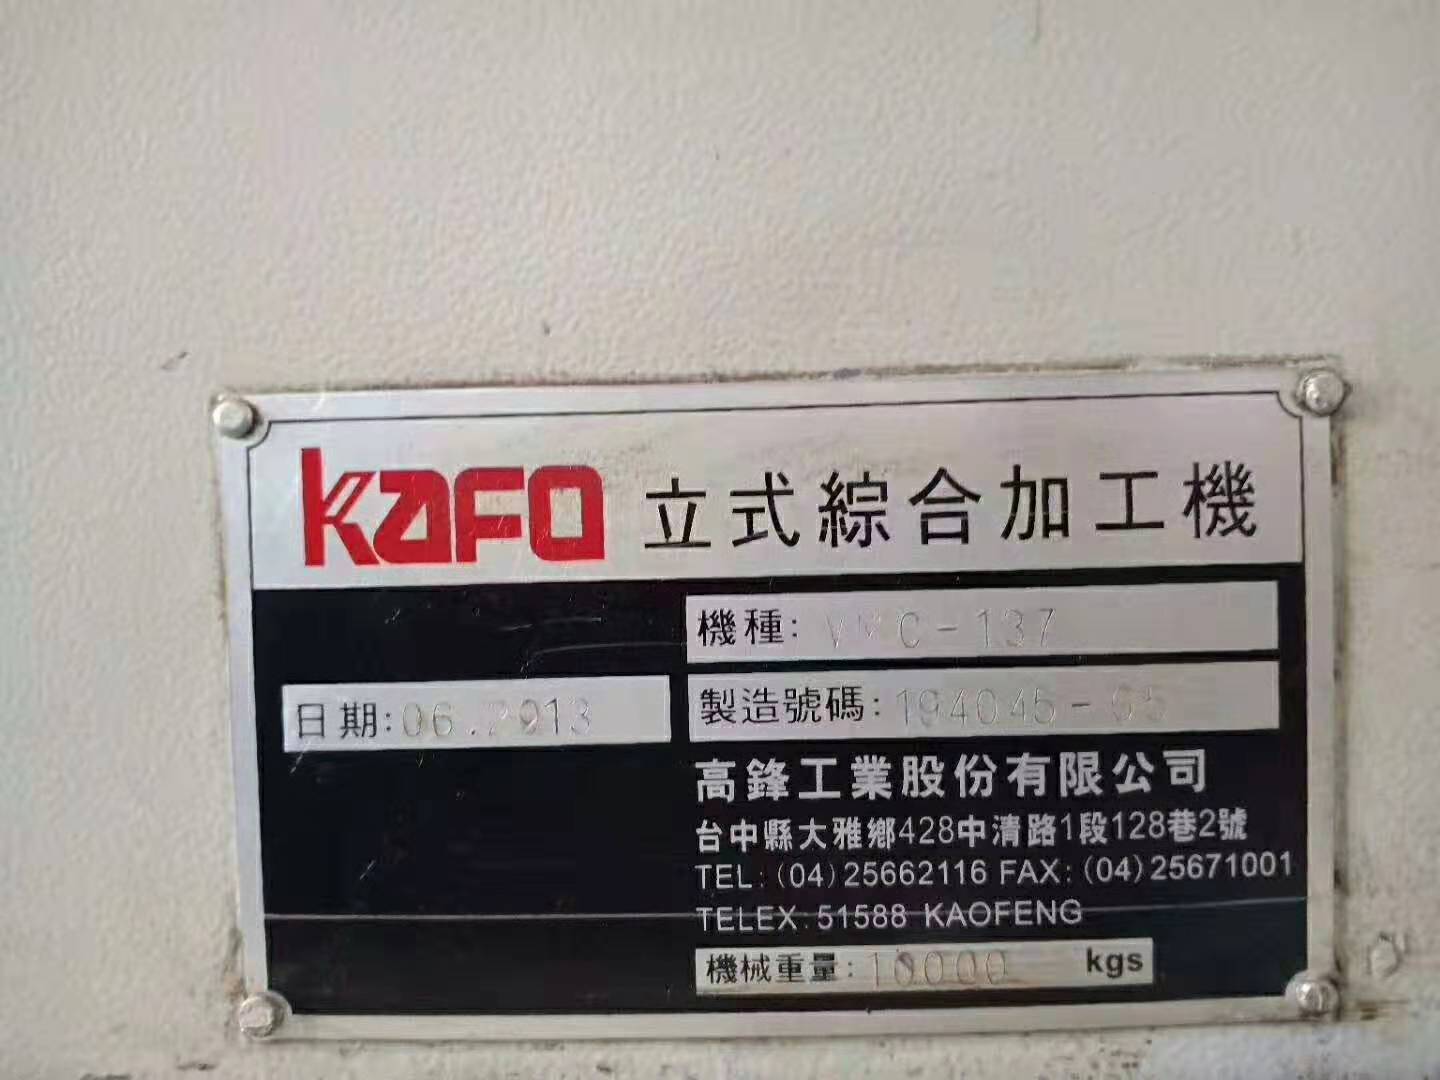 KAFO 立式綜合加工機
機種: VMC-137
日期:06.2013
製造號碼:194045-
高鋒工業股份有限公司
台中縣大雅鄉428中清路1段128巷2號
TEL:(04)25662116 FAX:(04)25671001
TELEX:51588 KAOFENG
機械重量:10000 kgs